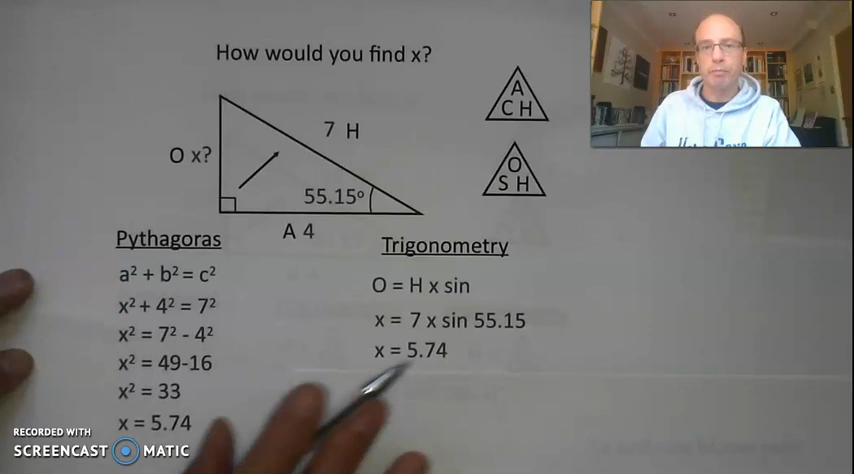 How would you find x?
A
C H
7 H
O x?
O
S H
55.15º
A 4
Pythagoras
a² + b² = c²
x² + 4² = 7²
x² = 7² - 4²
x² = 49-16
x² = 33
x = 5.74
Trigonometry
O = H x sin
x = 7 x sin 55.15
x = 5.74
RECORDED WITH
SCREENCAST MATIC